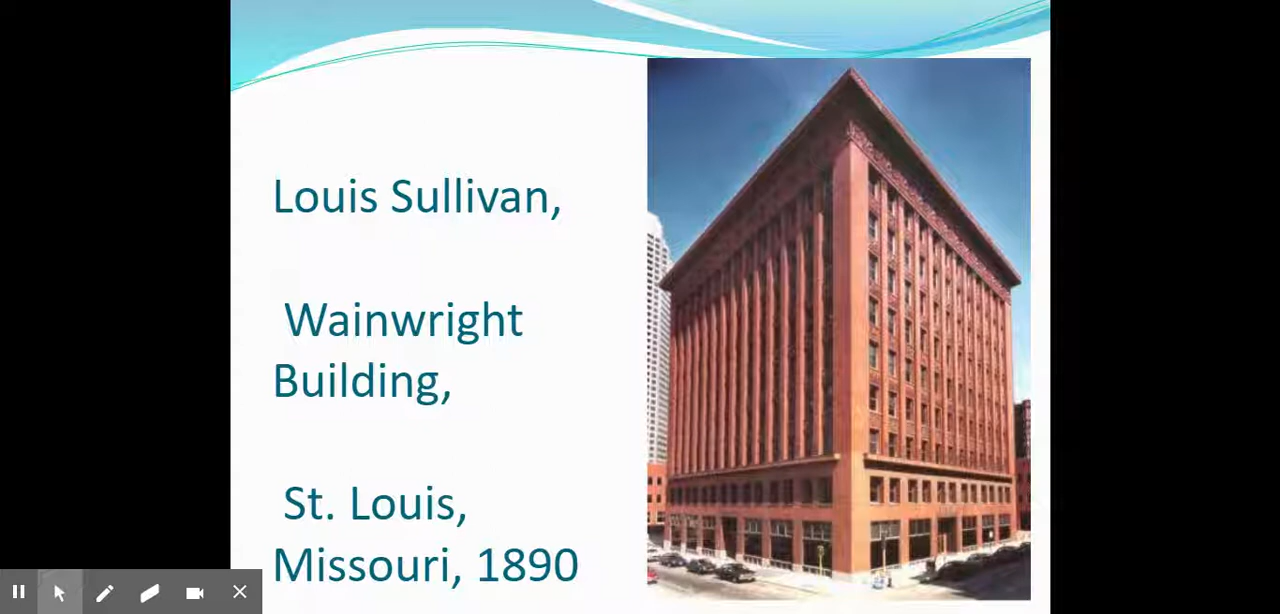 Louis Sullivan,
Wainwright
Building,
St. Louis,
Missouri, 1890